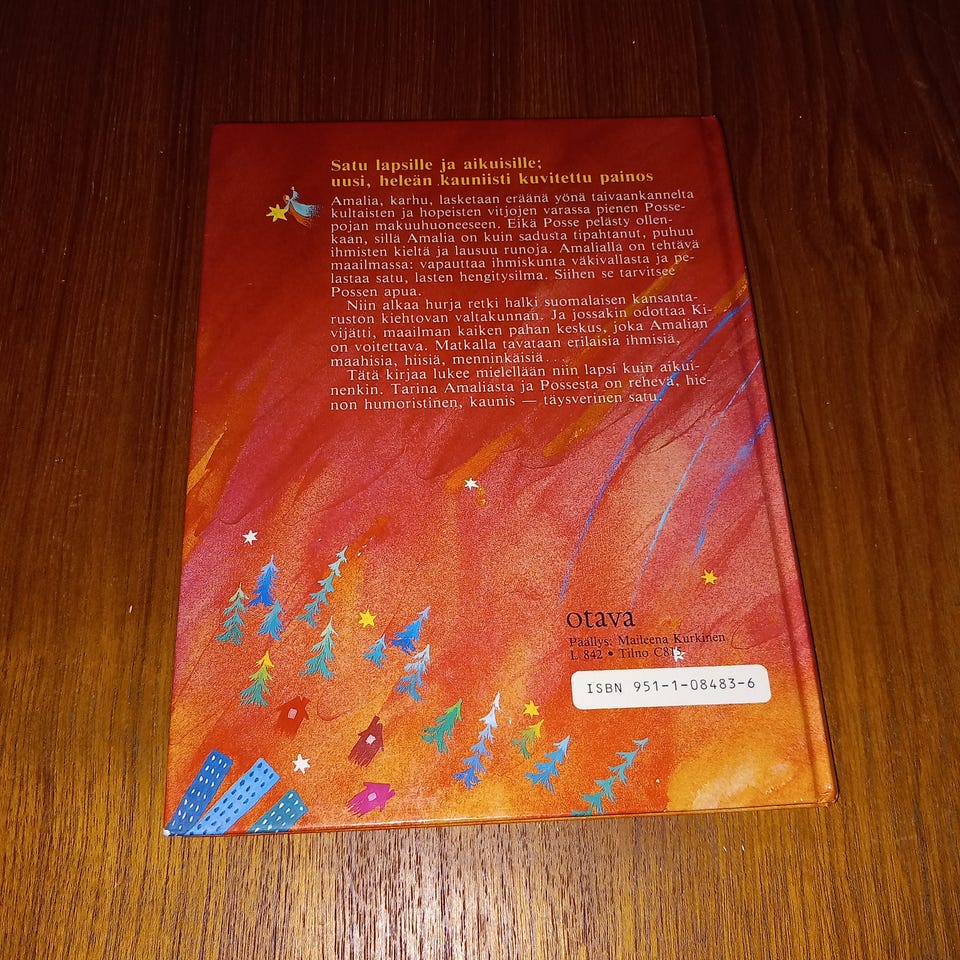 Satu lapsille ja aikuisille;
uusi, heleän kauniisti kuvitettu painos
Amalia, karhu, lasketaan eräänä yönä taivaankannelta
kultaisten ja hopeisten vitjojen varassa pienen Posse-
pojan makuuhuoneeseen. Eikä Posse pelästy ollen-
kaan, sillä Amalia on kuin sadusta tipahtanut, puhuu
ihmisten kieltä ja lausuu runoja. Amalialla on tehtävä
maailmassa: vapauttaa ihmiskunta väkivallasta ja pe-
lastaa satu, lasten hengitysilma. Siihen se tarvitsee
Possen apua.
Niin alkaa hurja retki halki suomalaisen kansanta-
ruston kiehtovan valtakunnan. Ja jossakin odottaa Ki-
vijätti, maailman kaiken pahan keskus, joka Amalian
on voitettava. Matkalla tavataan erilaisia ihmisiä,
maahisia, hiisiä, menninkäisiä...
Tätä kirjaa lukee mielellään niin lapsi kuin aikui-
nenkin. Tarina Amaliasta ja Possesta on rehevä, hie-
non humoristinen, kaunis — täysverinen satu.
otava
Päällys: Maileena Kurkinen
L 842 • Tilno C815
ISBN 951-1-08483-6